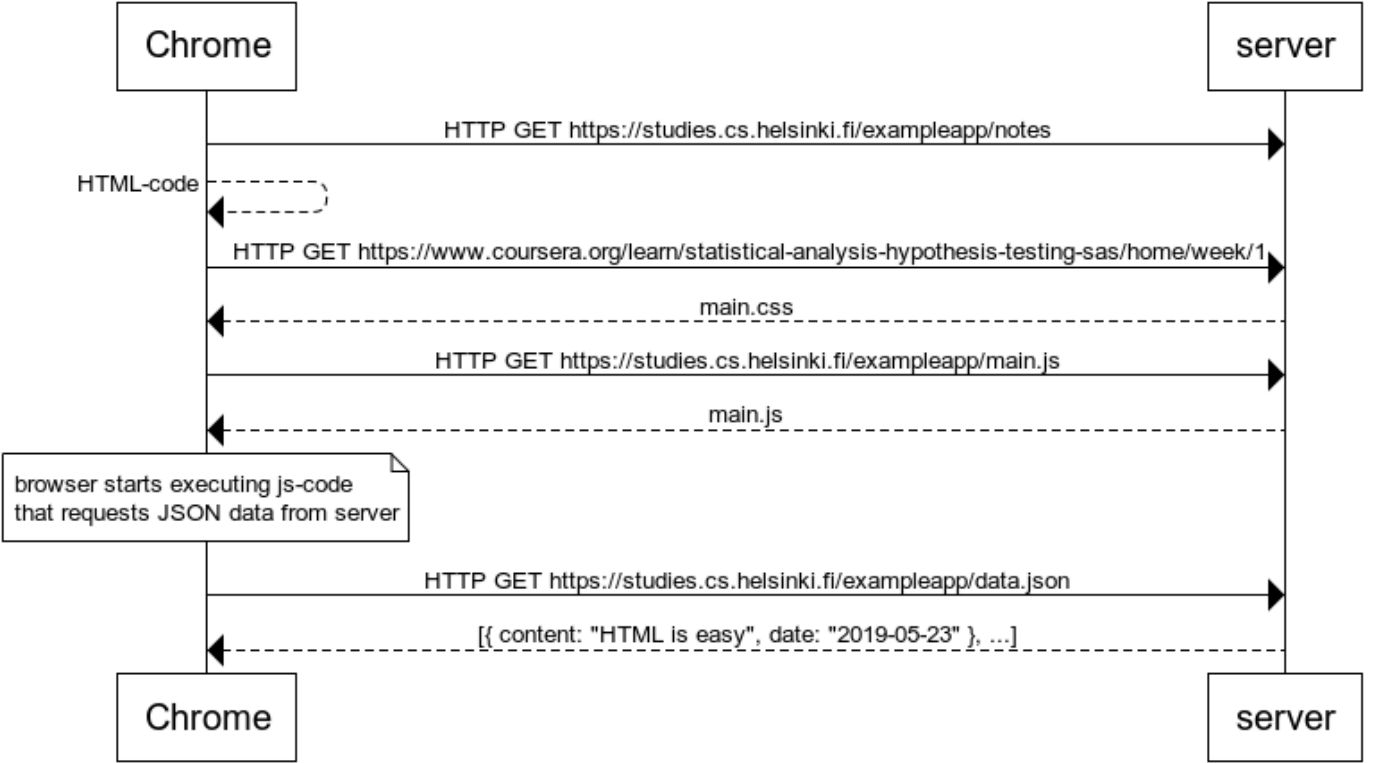 Chrome
server
HTTP GET https://studies.cs.helsinki.fi/exampleapp/notes
HTML-code
HTTP GET https://www.coursera.org/learn/statistical-analysis-hypothesis-testing-sas/home/week/1
main.css
HTTP GET https://studies.cs.helsinki.fi/exampleapp/main.js
main.js
browser starts executing js-code
that requests JSON data from server
HTTP GET https://studies.cs.helsinki.fi/exampleapp/data.json
[{ content: "HTML is easy", date: "2019-05-23" }, ...]
Chrome
server